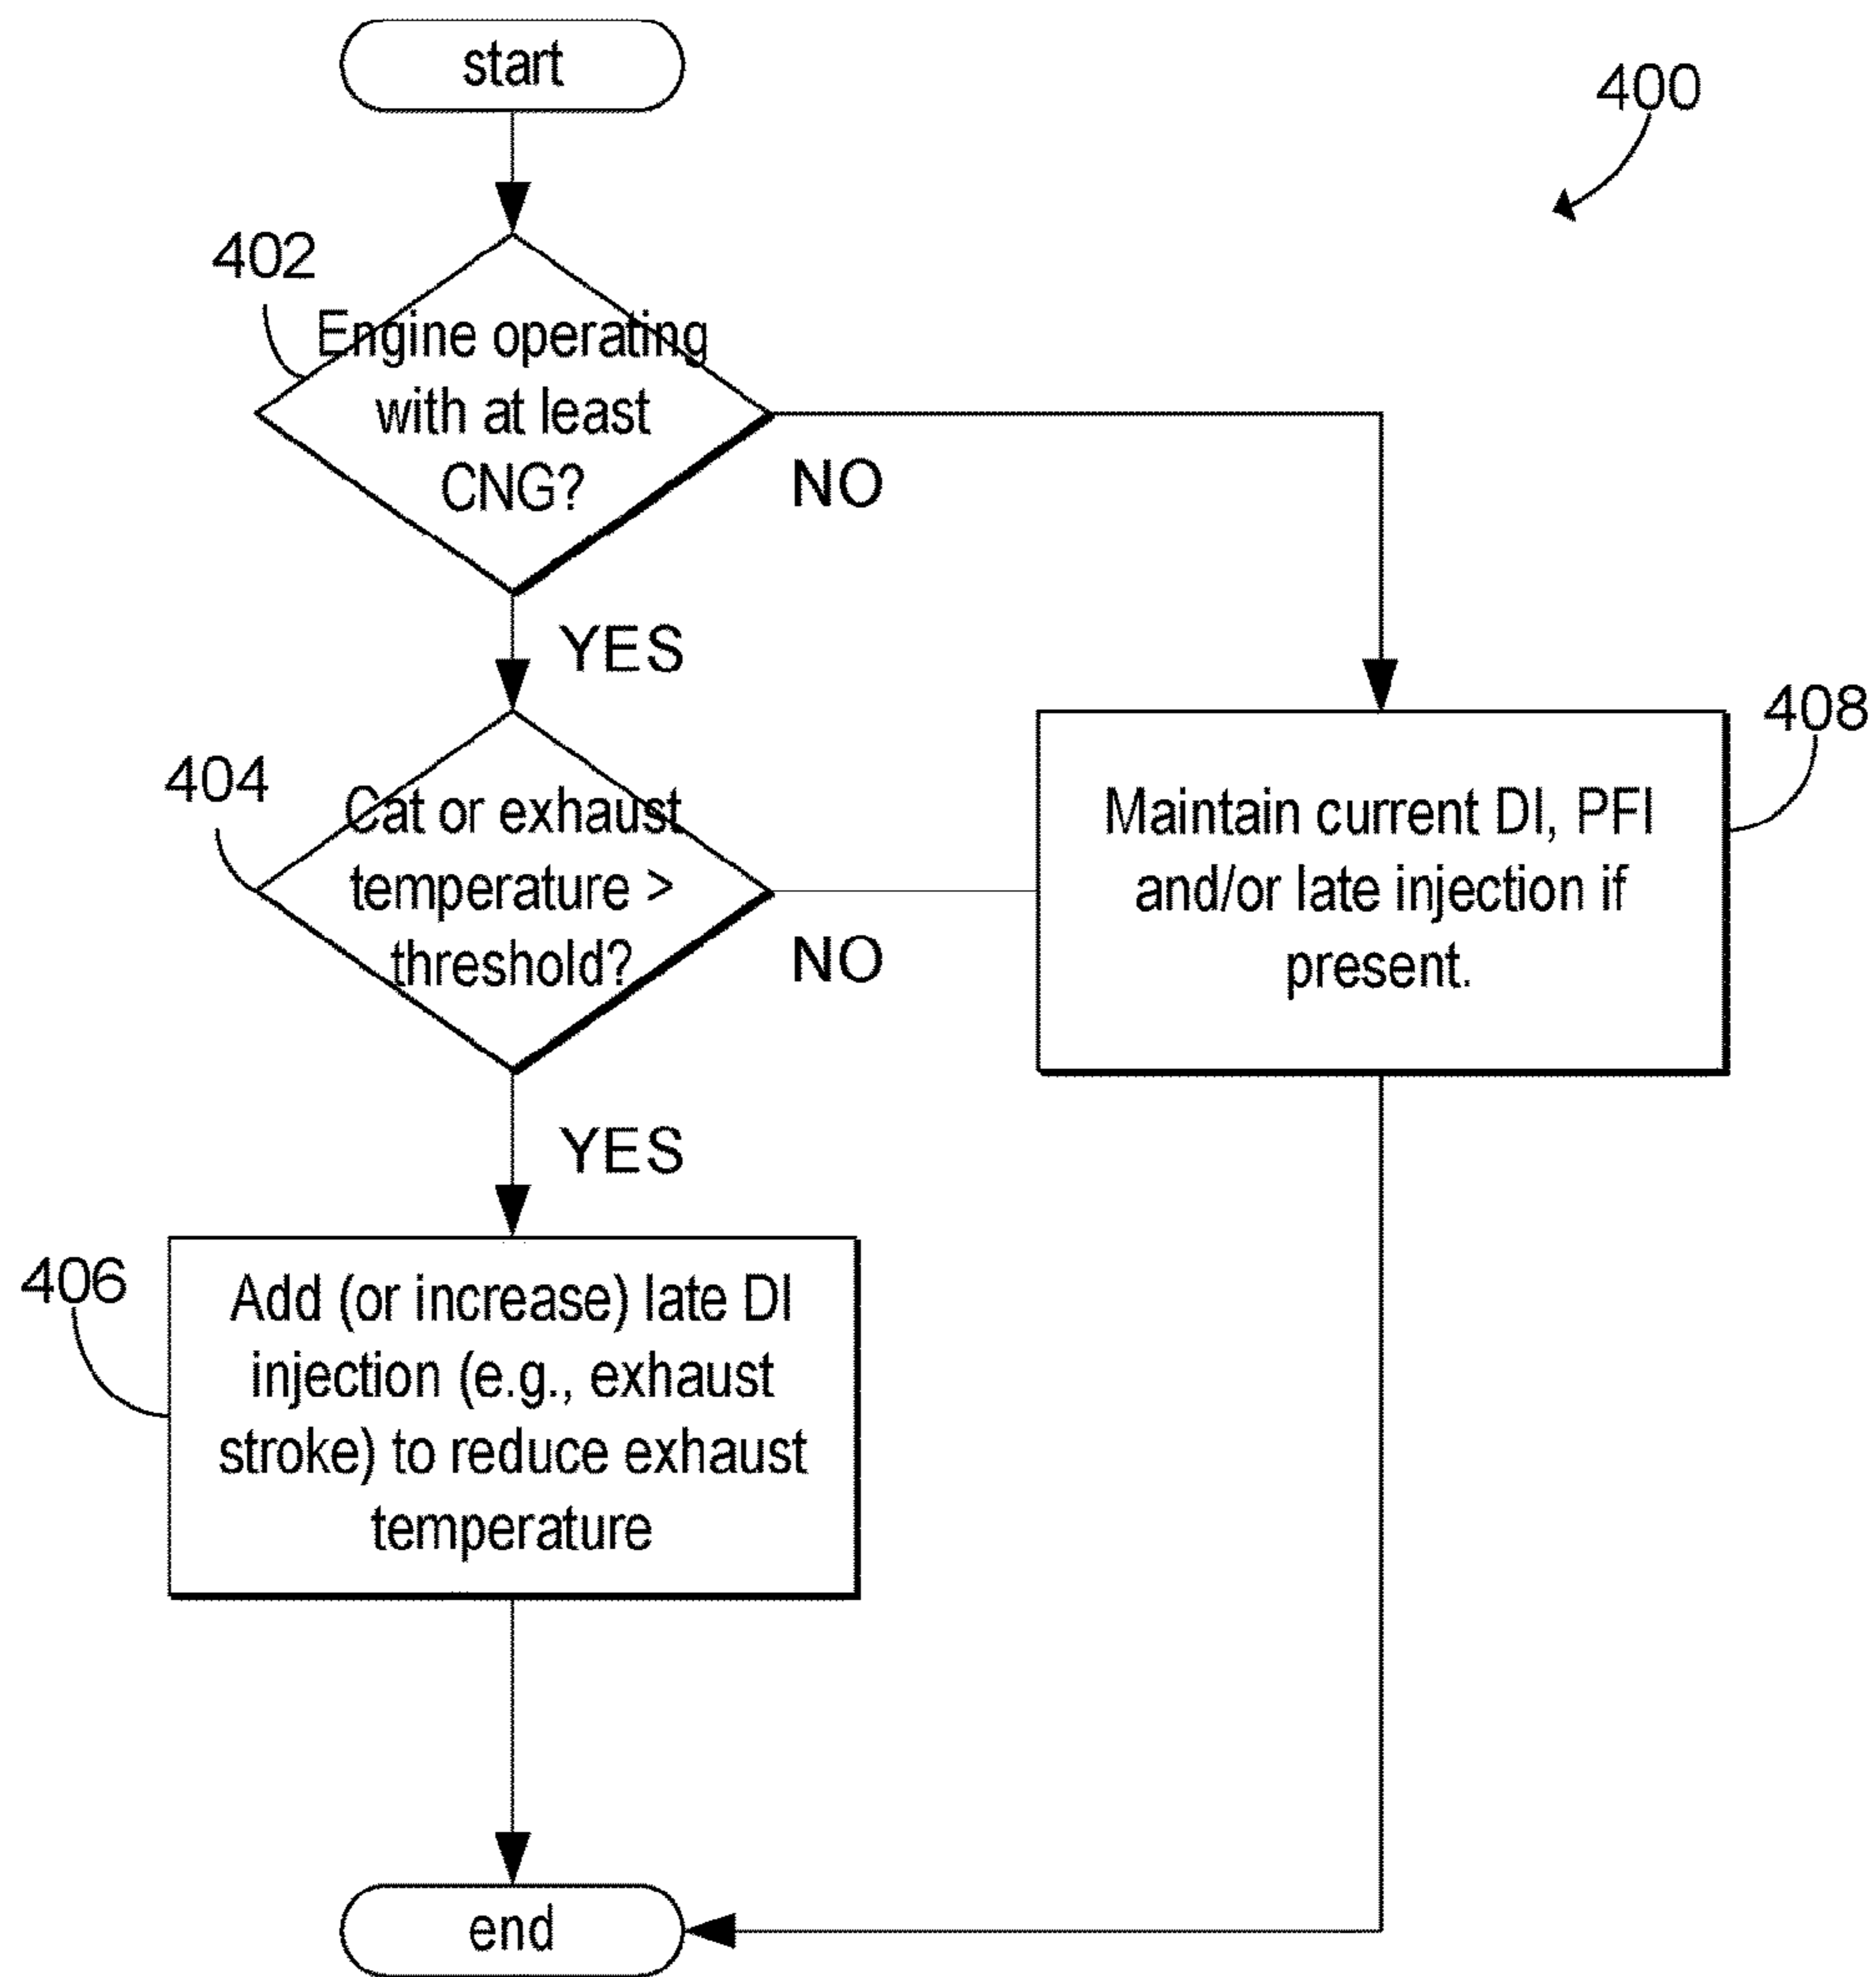 start
400
402
Engine operating
with at least
CNG?
NO
YES
404
Cat or exhaust
temperature >
threshold?
NO
408
Maintain current DI, PFI
and/or late injection if
present.
YES
406
Add (or increase) late DI
injection (e.g., exhaust
stroke) to reduce exhaust
temperature
end